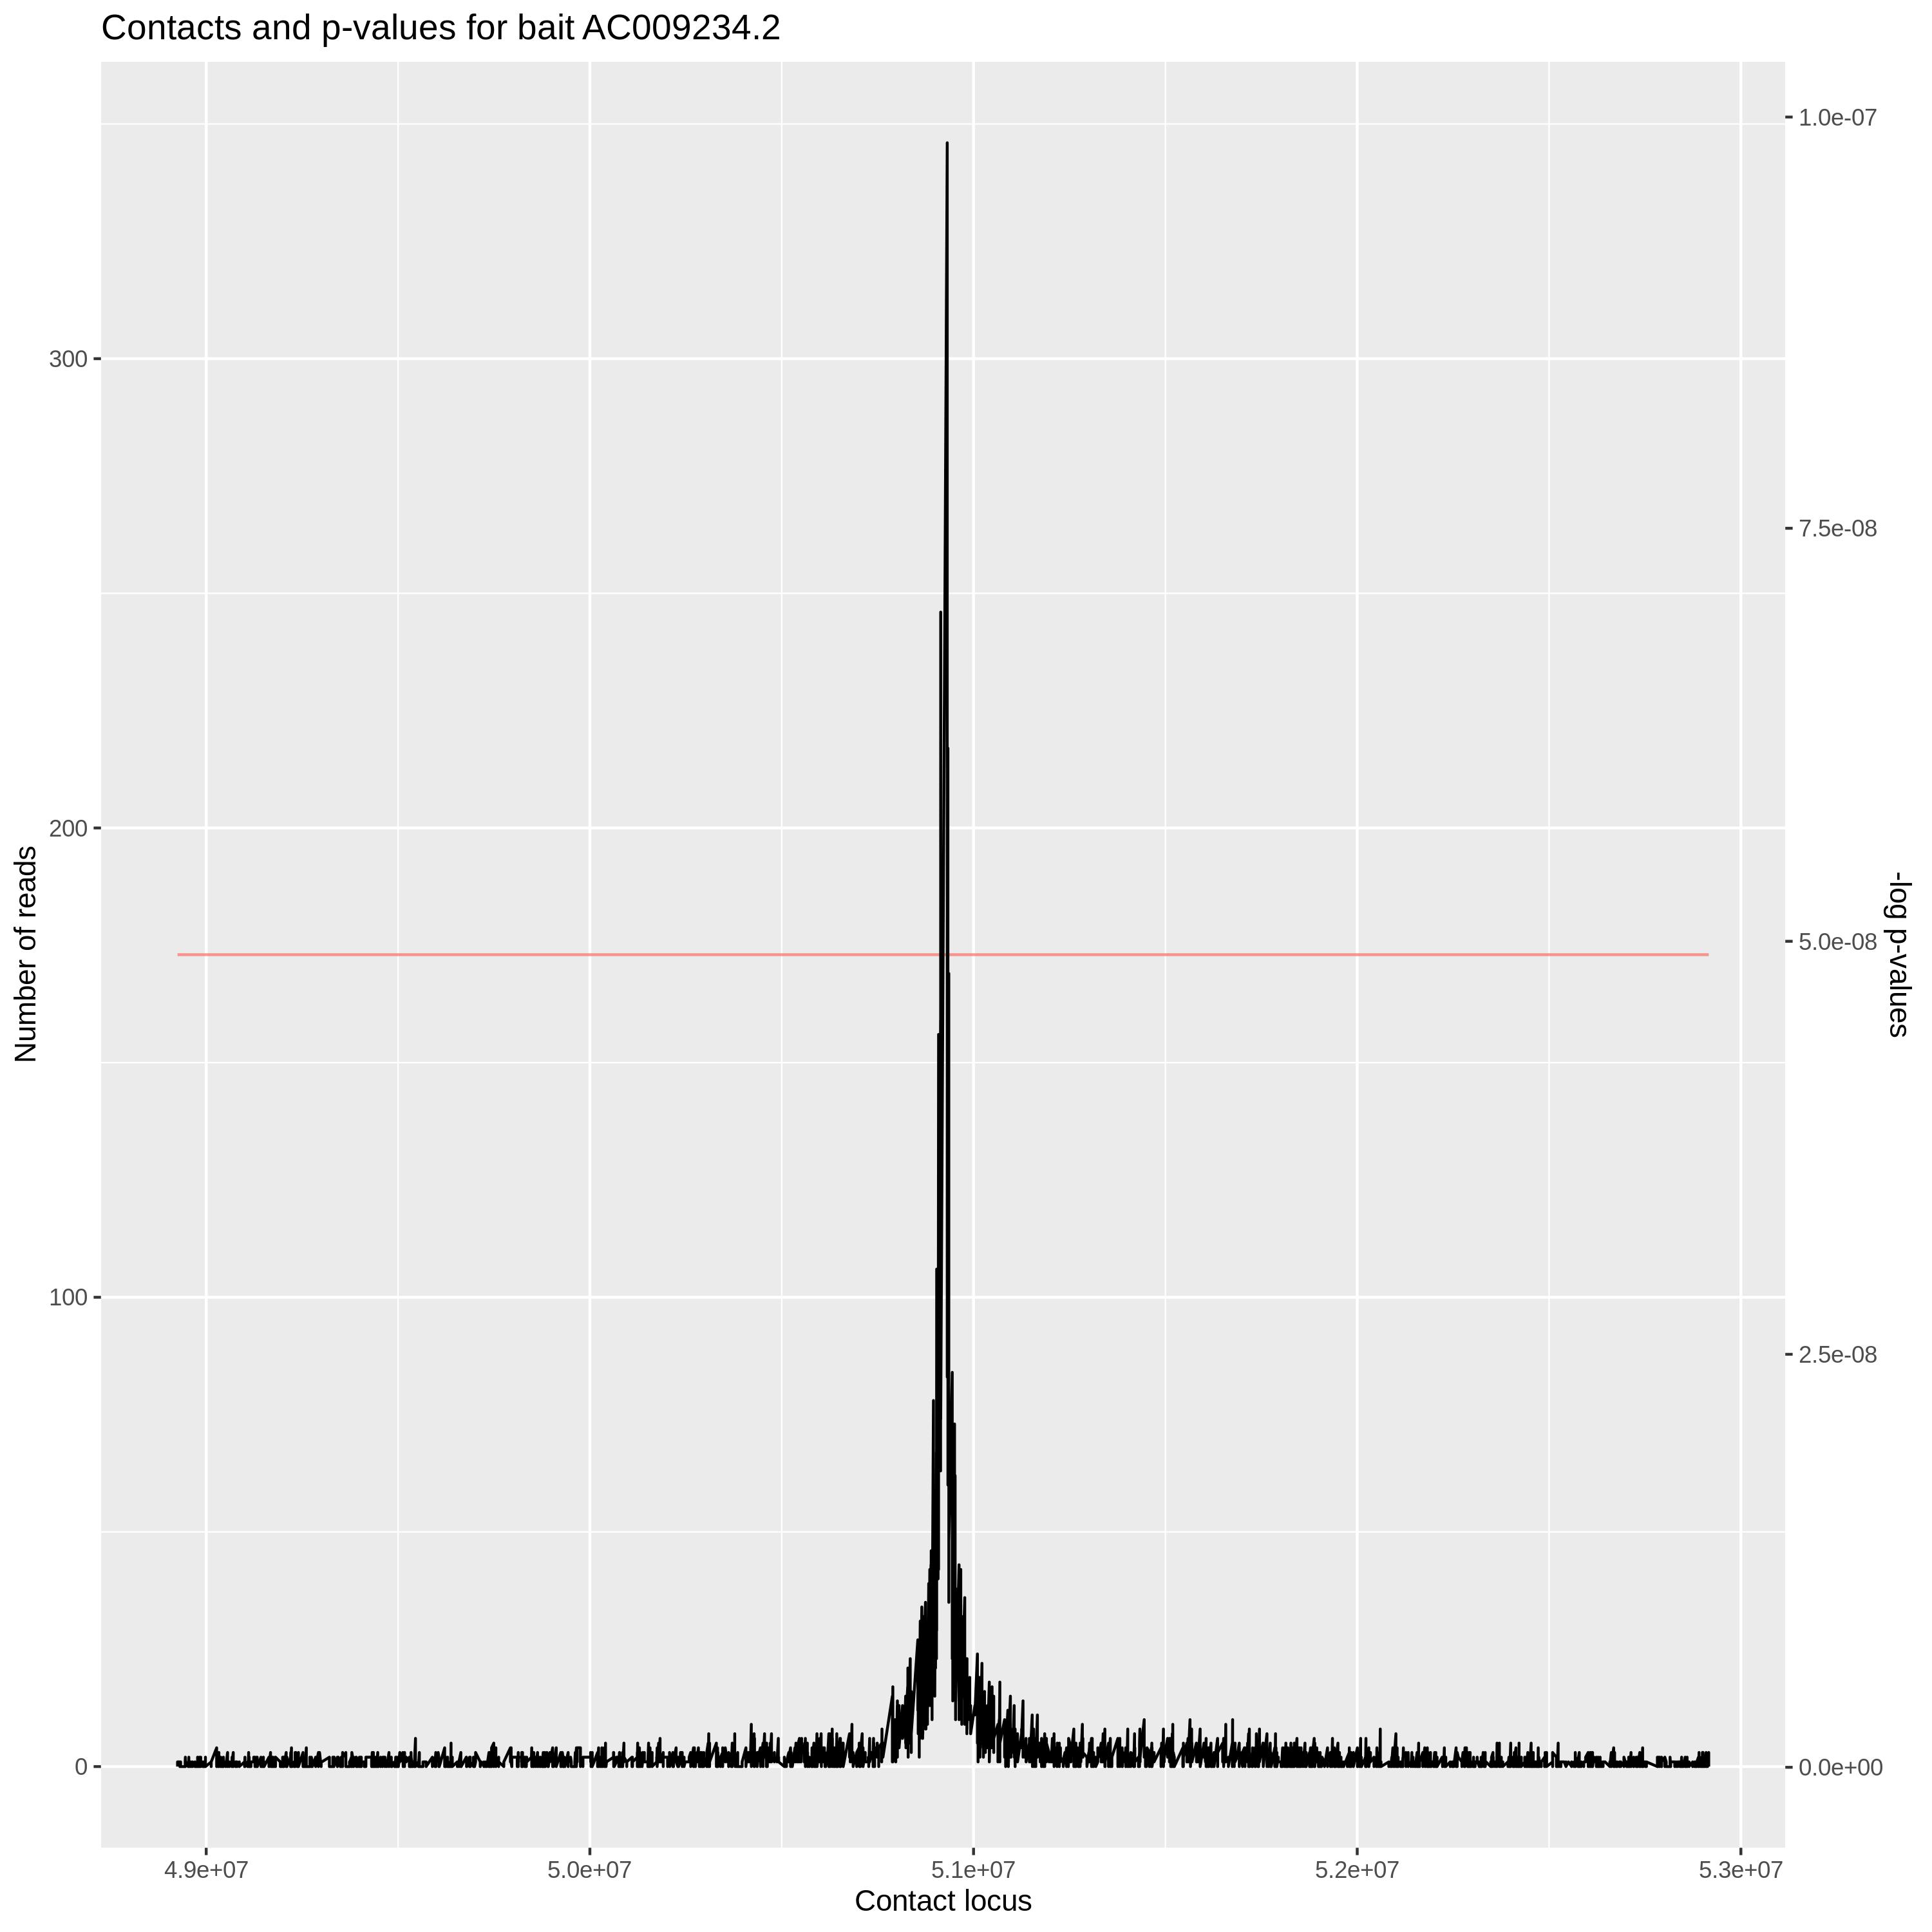 Contacts and p-values for bait AC009234.2
1.0e-07
7.5e-08
300
200
5.0e-08
Number of reads
-log p-values
100
2.5e-08
0
0.0e+00
4.9e+07 5.0e+07 5.1e+07 5.2e+07 5.3e+07
Contact locus